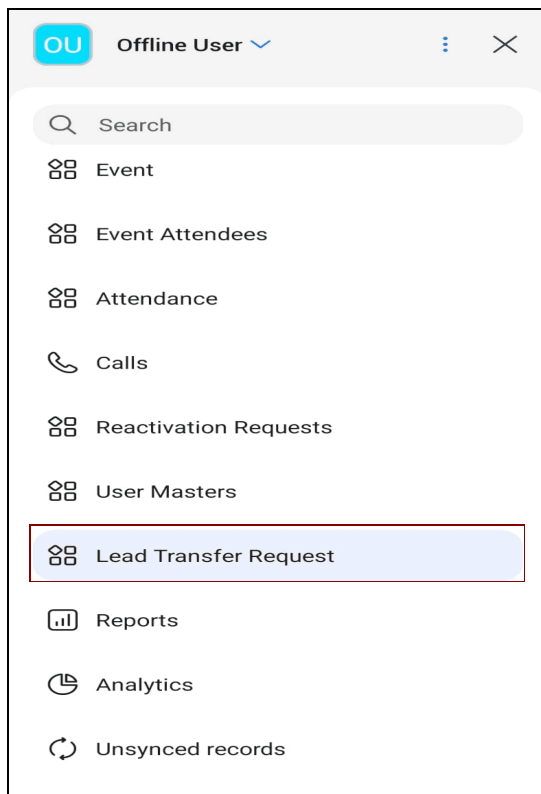 OU Offline User
Search
Event
Event Attendees
Attendance
Calls
Reactivation Requests
User Masters
Lead Transfer Request
Reports
Analytics
Unsynced records